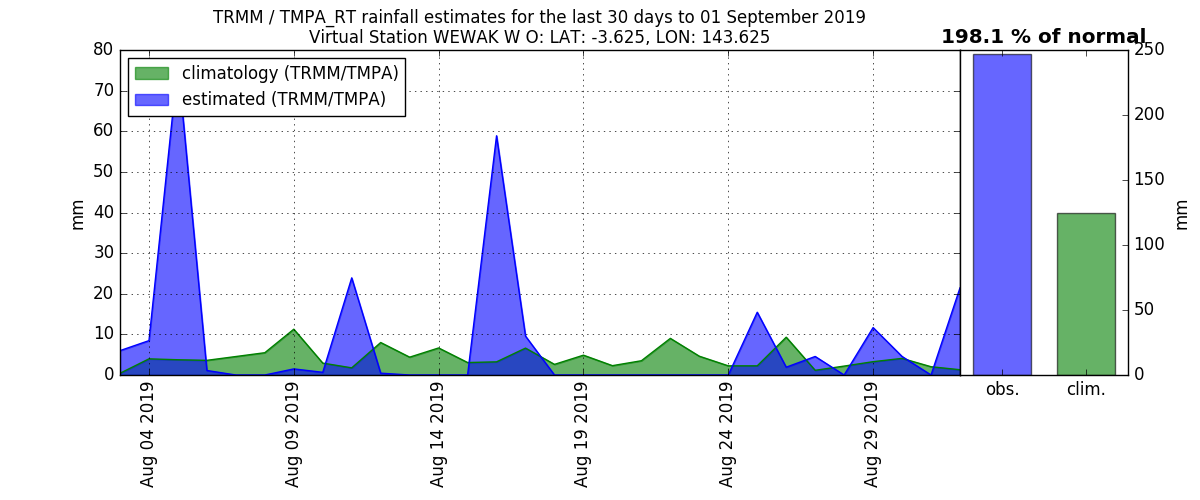 TRMM / TMPA_RT rainfall estimates for the last 30 days to 01 September 2019
Virtual Station WEWAK W O: LAT: -3.625, LON: 143.625
198.1 % of normal
climatology (TRMM/TMPA)
estimated (TRMM/TMPA)
80
70
60
50
40
30
20
10
0
mm
Aug 04 2019
Aug 09 2019
Aug 14 2019
Aug 19 2019
Aug 24 2019
Aug 29 2019
obs.
clim.
250
200
150
100
50
0
mm